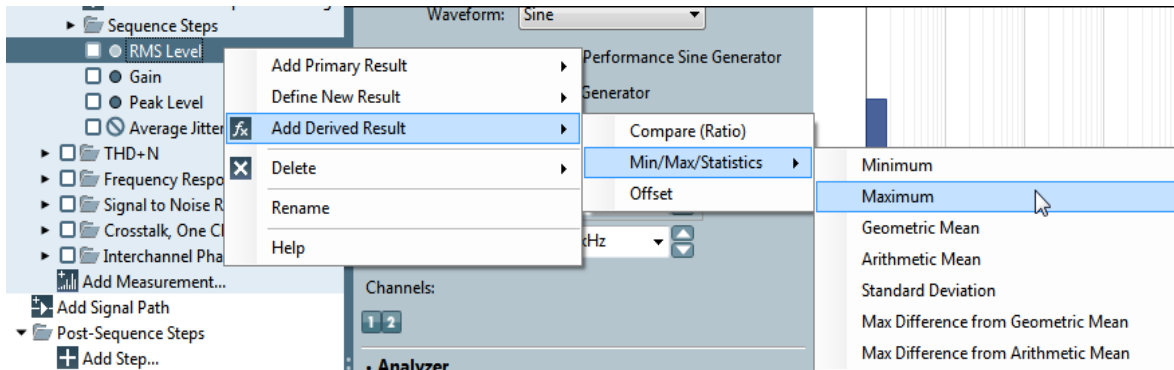 Sequence Steps
RMS Level
Gain
Peak Level
Average Jitter
THD+N
Frequency Respo
Signal to Noise R
Crosstalk, One C
Interchannel Pha
Add Measurement...
Add Signal Path
Post-Sequence Steps
Add Step...
Add Primary Result
Define New Result
fx Add Derived Result
Delete
Rename
Help
Waveform: Sine
Performance Sine Generator
Generator
kHz
Channels:
1 2
Analyzer
Compare (Ratio)
Min/Max/Statistics
Offset
Minimum
Maximum
Geometric Mean
Arithmetic Mean
Standard Deviation
Max Difference from Geometric Mean
Max Difference from Arithmetic Mean